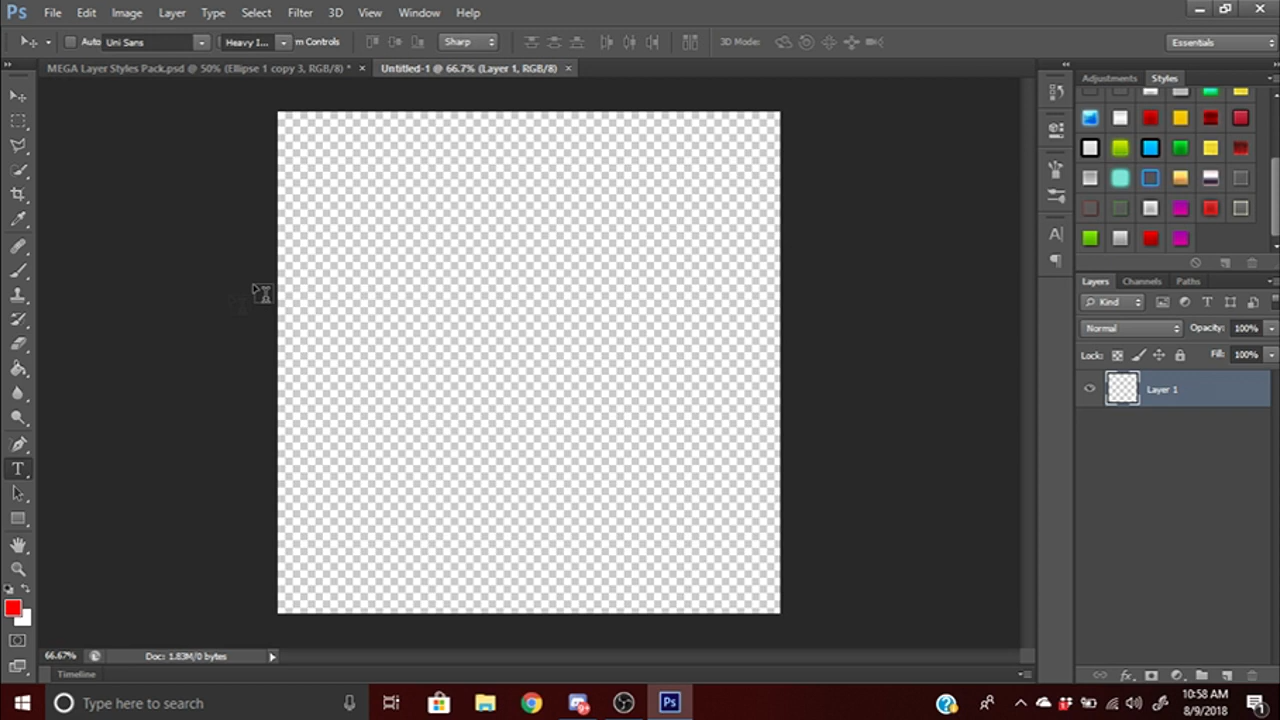 Ps File Edit Image Layer Type Select Filter 3D View Window Help
Auto Uni Sans Heavy I... m Controls Sharp 3D Mode: Essentials
MEGA Layer Styles Pack.psd @ 50% (Ellipse 1 copy 3, RGB/8) * × Untitled-1 @ 66.7% (Layer 1, RGB/8) ×
Adjustments Styles
Layers Channels Paths
Kind
Normal Opacity: 100%
Lock: Fill: 100%
Layer 1
66.67% Doc: 1.83M/0 bytes
Timeline
Type here to search Ps
10:58 AM
8/9/2018